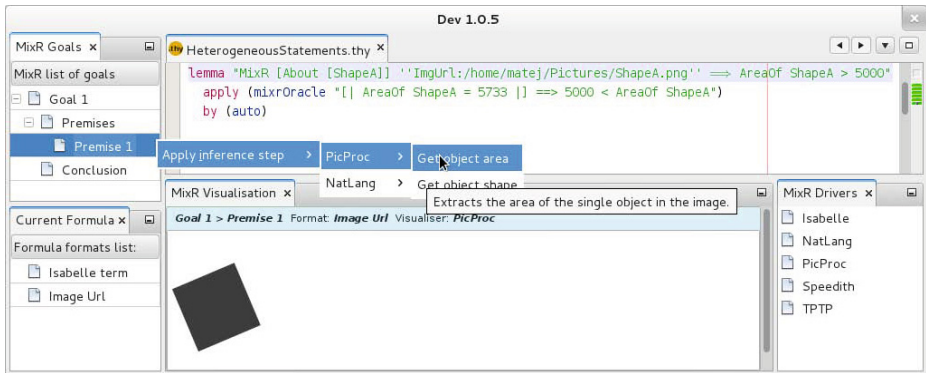 Dev 1.0.5
MixR Goals
MixR list of goals
Goal 1
Premises
Premise 1
Conclusion
Current Formula
Formula formats list:
Isabelle term
Image Url
.thy
HeterogeneousStatements.thy
lemma "MixR [About [ShapeA]] ''ImgUrl:/home/matej/Pictures/ShapeA.png'' ⟹ AreaOf ShapeA > 5000"
apply (mixrOracle "[| AreaOf ShapeA = 5733 |] ==> 5000 < AreaOf ShapeA")
by (auto)
Apply inference step
PicProc
NatLang
Get object area
Get object shape
Extracts the area of the single object in the image.
MixR Visualisation
Goal 1 > Premise 1 Format: Image Url Visualiser: PicProc
MixR Drivers
Isabelle
NatLang
PicProc
Speedith
TPTP